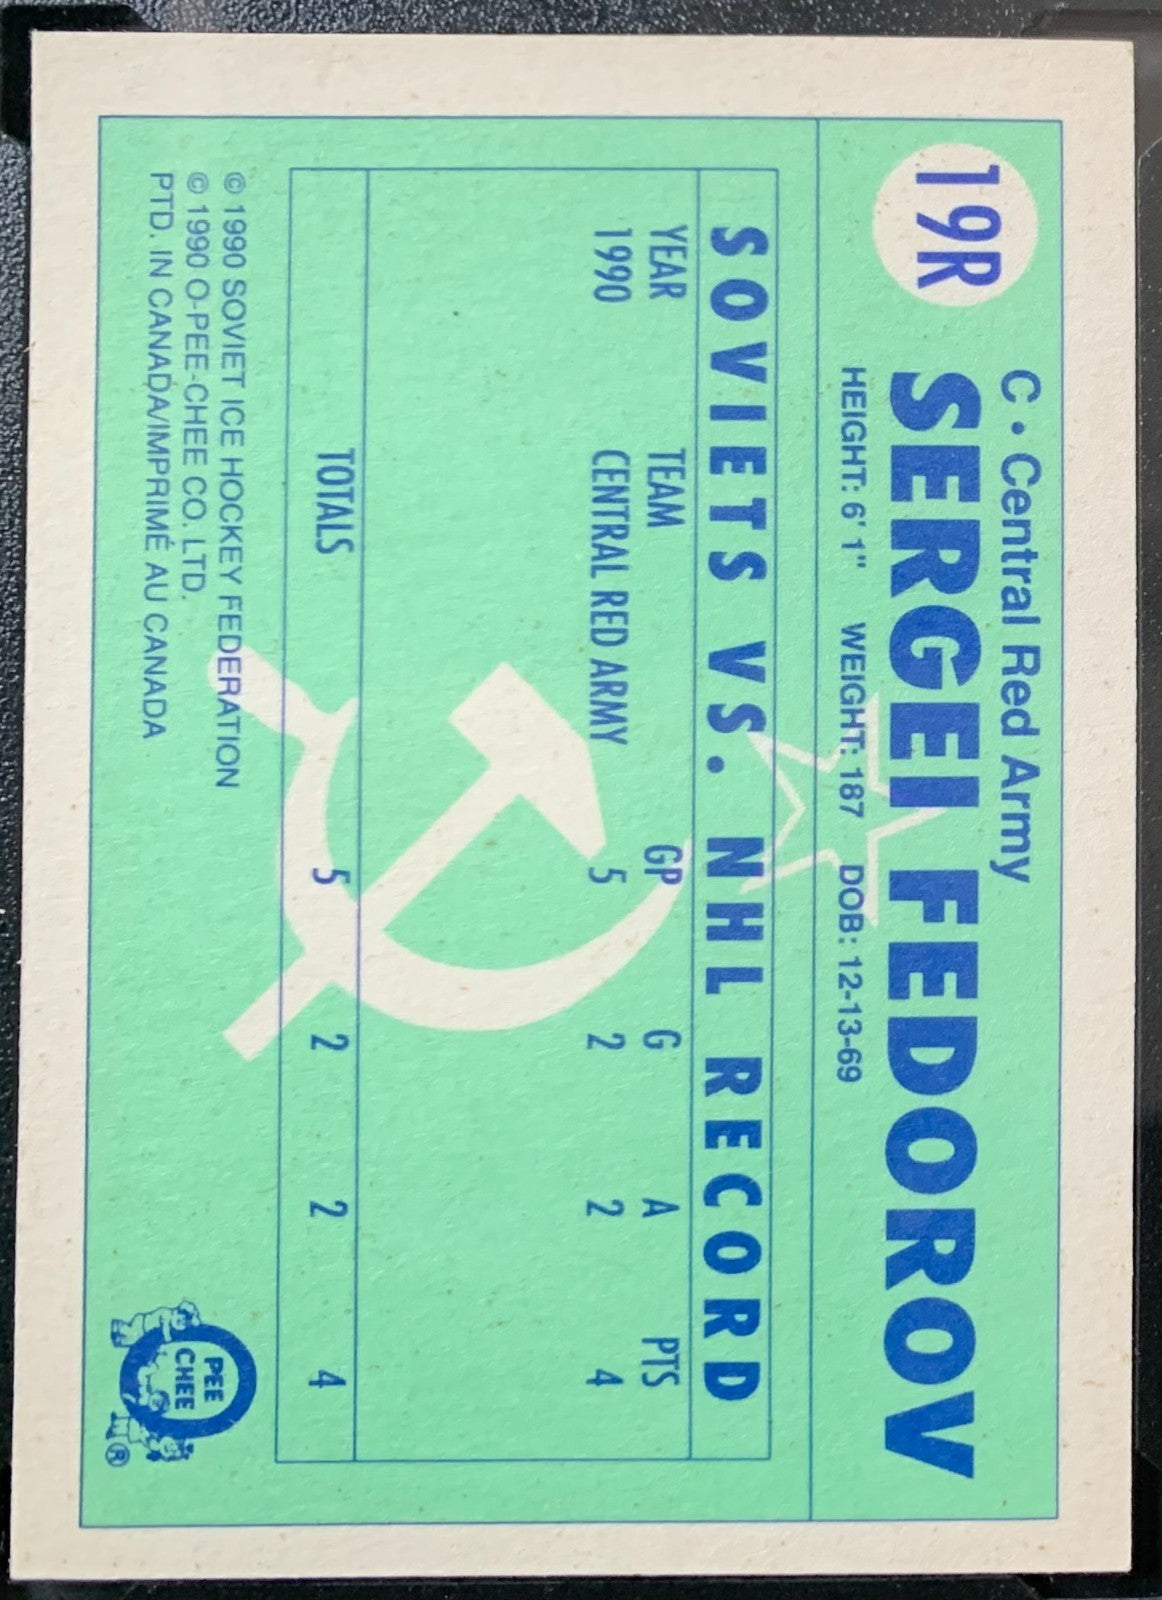 19R
C • Central Red Army
SERGEI FEDOROV
HEIGHT: 6' 1" WEIGHT: 187 DOB: 12-13-69
SOVIETS VS. NHL RECORD
YEAR TEAM GP G A PTS
1990 CENTRAL RED ARMY 5 2 2 4
TOTALS 5 2 2 4
© 1990 SOVIET ICE HOCKEY FEDERATION
© 1990 O-PEE-CHEE CO. LTD.
PTD. IN CANADA/IMPRIMÉ AU CANADA
O
PEE
CHEE
®